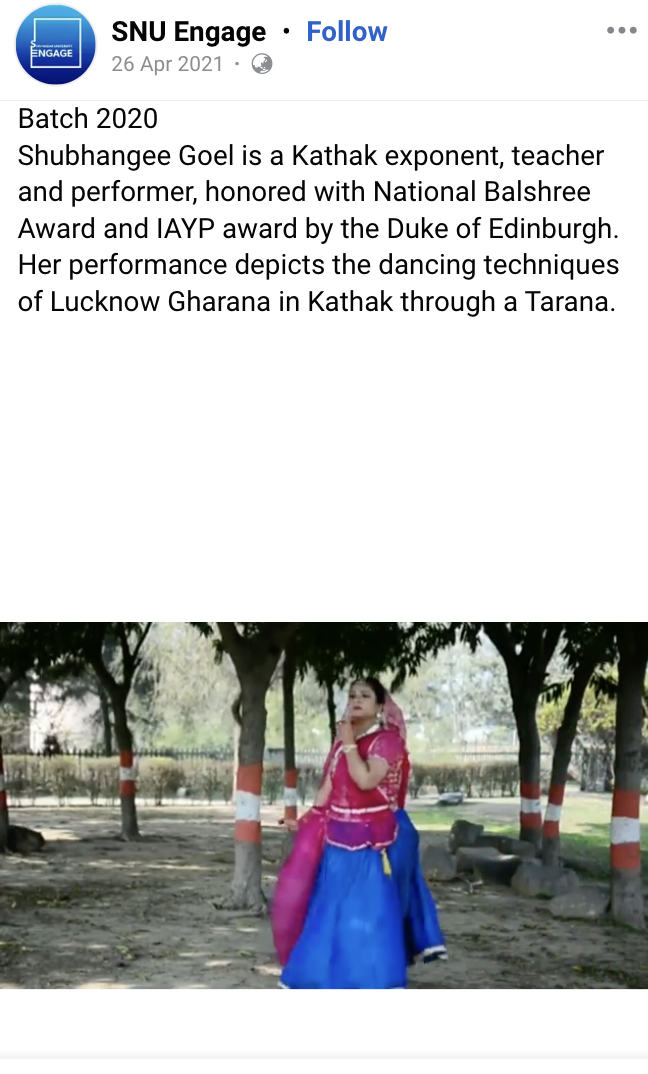 SNU Engage • Follow
26 Apr 2021
ENGAGE
Batch 2020
Shubhangee Goel is a Kathak exponent, teacher
and performer, honored with National Balshree
Award and IAYP award by the Duke of Edinburgh.
Her performance depicts the dancing techniques
of Lucknow Gharana in Kathak through a Tarana.